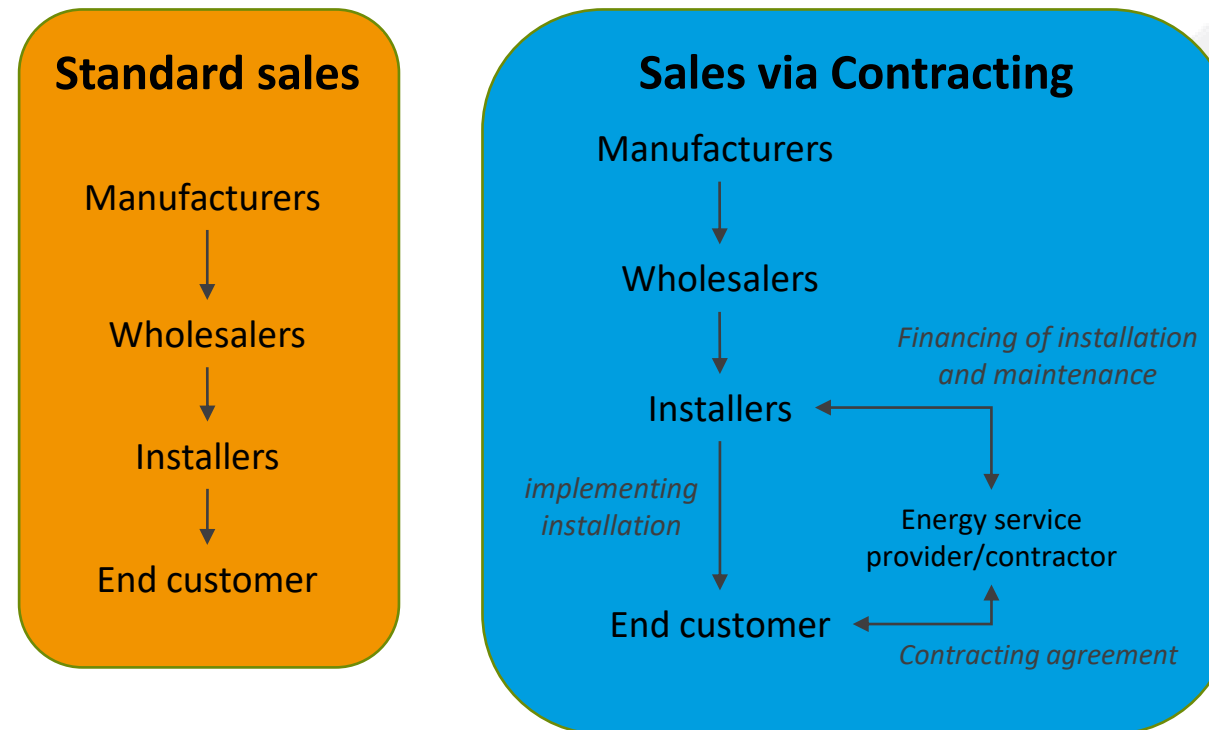 Standard sales
Manufacturers
Wholesalers
Installers
End customer
Sales via Contracting
Manufacturers
Wholesalers
Financing of installation
and maintenance
Installers
implementing
installation
Energy service
provider/contractor
End customer
Contracting agreement